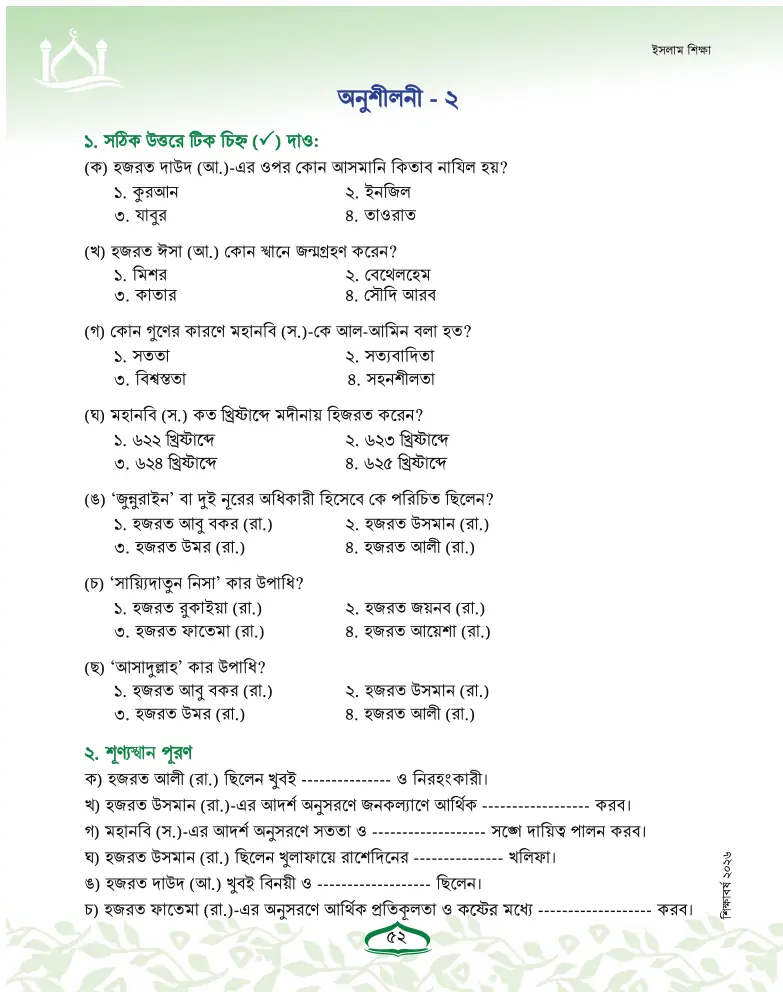 ইসলাম শিক্ষা
অনুশীলনী - ২
১. সঠিক উত্তরে টিক চিহ্ন (✓) দাও:
(ক) হজরত দাউদ (আ.)-এর ওপর কোন আসমানি কিতাব নাযিল হয়?
১. কুরআন ২. ইনজিল
৩. যাবুর ৪. তাওরাত
(খ) হজরত ঈসা (আ.) কোন স্থানে জন্মগ্রহণ করেন?
১. মিশর ২. বেথেলহেম
৩. কাতার ৪. সৌদি আরব
(গ) কোন গুণের কারণে মহানবি (স.)-কে আল-আমিন বলা হত?
১. সততা ২. সত্যবাদিতা
৩. বিশ্বস্ততা ৪. সহনশীলতা
(ঘ) মহানবি (স.) কত খ্রিষ্টাব্দে মদীনায় হিজরত করেন?
১. ৬২২ খ্রিষ্টাব্দে ২. ৬২৩ খ্রিষ্টাব্দে
৩. ৬২৪ খ্রিষ্টাব্দে ৪. ৬২৫ খ্রিষ্টাব্দে
(ঙ) ‘জুন্নুরাইন’ বা দুই নূরের অধিকারী হিসেবে কে পরিচিত ছিলেন?
১. হজরত আবু বকর (রা.) ২. হজরত উসমান (রা.)
৩. হজরত উমর (রা.) ৪. হজরত আলী (রা.)
(চ) ‘সায়্যিদাতুন নিসা’ কার উপাধি?
১. হজরত রুকাইয়া (রা.) ২. হজরত জয়নব (রা.)
৩. হজরত ফাতেমা (রা.) ৪. হজরত আয়েশা (রা.)
(ছ) ‘আসাদুল্লাহ’ কার উপাধি?
১. হজরত আবু বকর (রা.) ২. হজরত উসমান (রা.)
৩. হজরত উমর (রা.) ৪. হজরত আলী (রা.)
২. শূণ্যস্থান পূরণ
ক) হজরত আলী (রা.) ছিলেন খুবই --------------- ও নিরহংকারী।
খ) হজরত উসমান (রা.)-এর আদর্শ অনুসরণে জনকল্যাণে আর্থিক ------------------ করব।
গ) মহানবি (স.)-এর আদর্শ অনুসরণে সততা ও ------------------- সঙ্গে দায়িত্ব পালন করব।
ঘ) হজরত উসমান (রা.) ছিলেন খুলাফায়ে রাশেদিনের --------------- খলিফা।
ঙ) হজরত দাউদ (আ.) খুবই বিনয়ী ও ------------------- ছিলেন।
চ) হজরত ফাতেমা (রা.)-এর অনুসরণে আর্থিক প্রতিকূলতা ও কষ্টের মধ্যে ------------------- করব।
শিক্ষাবর্ষ ২০২৬
৫২